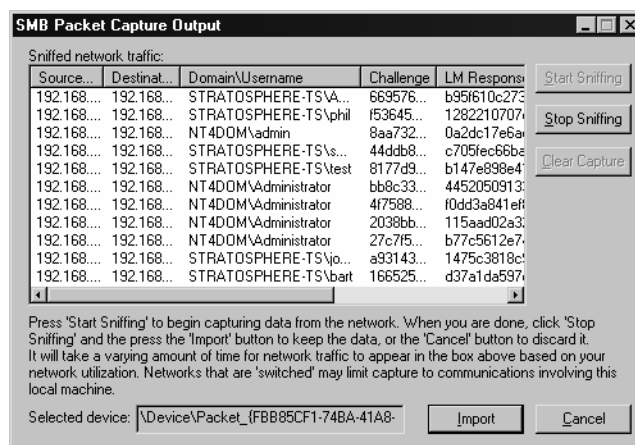 SMB Packet Capture Output
Sniffed network traffic:
Source... Destinat... Domain\Username Challenge LM Respons
192.168.... 192.168... STRATOSPHERE-TS\A... 669576... b95f610c273
192.168.... 192.168... STRATOSPHERE-TS\phil f53645... 1282210707
192.168.... 192.168... NT4DOM\admin 8aa732... 0a2dc17e6a
192.168.... 192.168... STRATOSPHERE-TS\s... 44ddb8... c705fec66ba
192.168.... 192.168... STRATOSPHERE-TS\test 8177d9... b147e898e4
192.168.... 192.168... NT4DOM\Administrator bb8c33... 4452050913
192.168.... 192.168... NT4DOM\Administrator 4f7588... f0dd3a841ef
192.168.... 192.168... NT4DOM\Administrator 2038bb... 115aad02a3
192.168.... 192.168... NT4DOM\Administrator 27c7f5... b77c5612e7
192.168.... 192.168... STRATOSPHERE-TS\jo... a93143... 1475c3818c
192.168.... 192.168... STRATOSPHERE-TS\bart 166525... d37a1da597
Start Sniffing
Stop Sniffing
Clear Capture
Press 'Start Sniffing' to begin capturing data from the network. When you are done, click 'Stop
Sniffing' and the press the 'Import' button to keep the data, or the 'Cancel' button to discard it.
It will take a varying amount of time for network traffic to appear in the box above based on your
network utilization. Networks that are 'switched' may limit capture to communications involving this
local machine.
Selected device: \Device\Packet_{FBB85CF1-74BA-41A8-
Import
Cancel